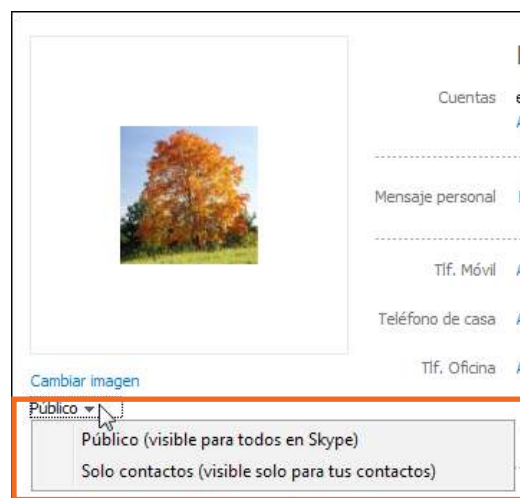 Cuentas
Mensaje personal
Tlf. Móvil
Teléfono de casa
Tlf. Oficina
Cambiar imagen
Público
Público (visible para todos en Skype)
Solo contactos (visible solo para tus contactos)